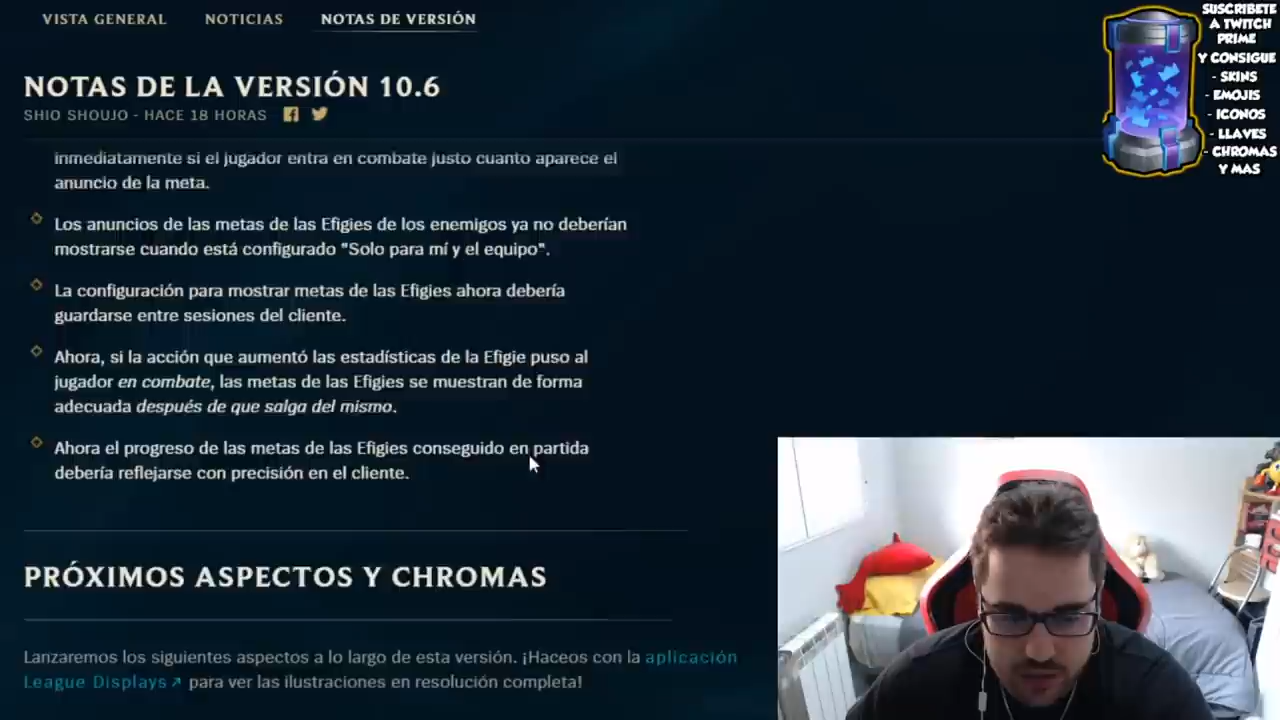 VISTA GENERAL
NOTICIAS
NOTAS DE VERSIÓN
NOTAS DE LA VERSIÓN 10.6
SHIO SHOUJO - HACE 18 HORAS
inmediatamente si el jugador entra en combate justo cuanto aparece el
anuncio de la meta.
Los anuncios de las metas de las Efigies de los enemigos ya no deberían
mostrarse cuando está configurado "Solo para mí y el equipo".
La configuración para mostrar metas de las Efigies ahora debería
guardarse entre sesiones del cliente.
Ahora, si la acción que aumentó las estadísticas de la Efigie puso al
jugador en combate, las metas de las Efigies se muestran de forma
adecuada después de que salga del mismo.
Ahora el progreso de las metas de las Efigies conseguido en partida
debería reflejarse con precisión en el cliente.
PRÓXIMOS ASPECTOS Y CHROMAS
Lanzaremos los siguientes aspectos a lo largo de esta versión. ¡Haceos con la aplicación
League Displays↗ para ver las ilustraciones en resolución completa!
SUSCRIBETE
A TWITCH
PRIME
Y CONSIGUE
- SKINS
- EMOJIS
- ICONOS
- LLAVES
- CHROMAS
Y MAS